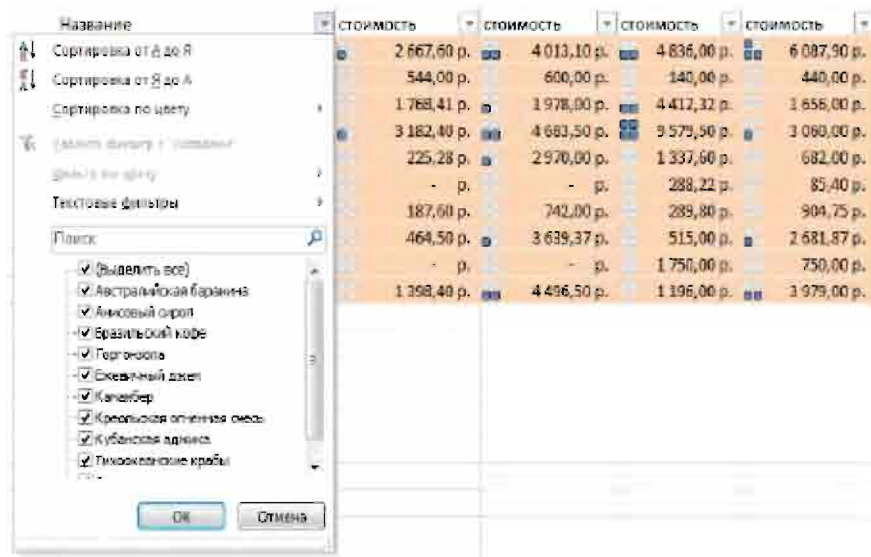 Название стоимость стоимость стоимость стоимость
Сортировка от А до Я
Сортировка от Я до А
Сортировка по цвету
Фильтр по цвету
Текстовые фильтры
Поиск
(Выделить все)
Австралийская баранина
Анисовый сироп
Бразильский кофе
Горгонзола
Ежевичный джем
Камамбер
Креольская огненная смесь
Кубанская аджика
Тихоокеанские крабы
ОК Отмена
2 667,60 р. 4 013,10 р. 4 836,00 р. 6 087,90 р.
544,00 р. 600,00 р. 140,00 р. 440,00 р.
1 768,41 р. 1 978,00 р. 4 412,32 р. 1 656,00 р.
3 182,40 р. 4 683,50 р. 9 579,50 р. 3 060,00 р.
225,28 р. 2 970,00 р. 1 337,60 р. 682,00 р.
- р. - р. 288,22 р. 85,40 р.
187,60 р. 742,00 р. 289,80 р. 904,75 р.
464,50 р. 3 639,37 р. 515,00 р. 2 681,87 р.
- р. - р. 1 750,00 р. 750,00 р.
1 398,40 р. 4 496,50 р. 1 196,00 р. 3 979,00 р.